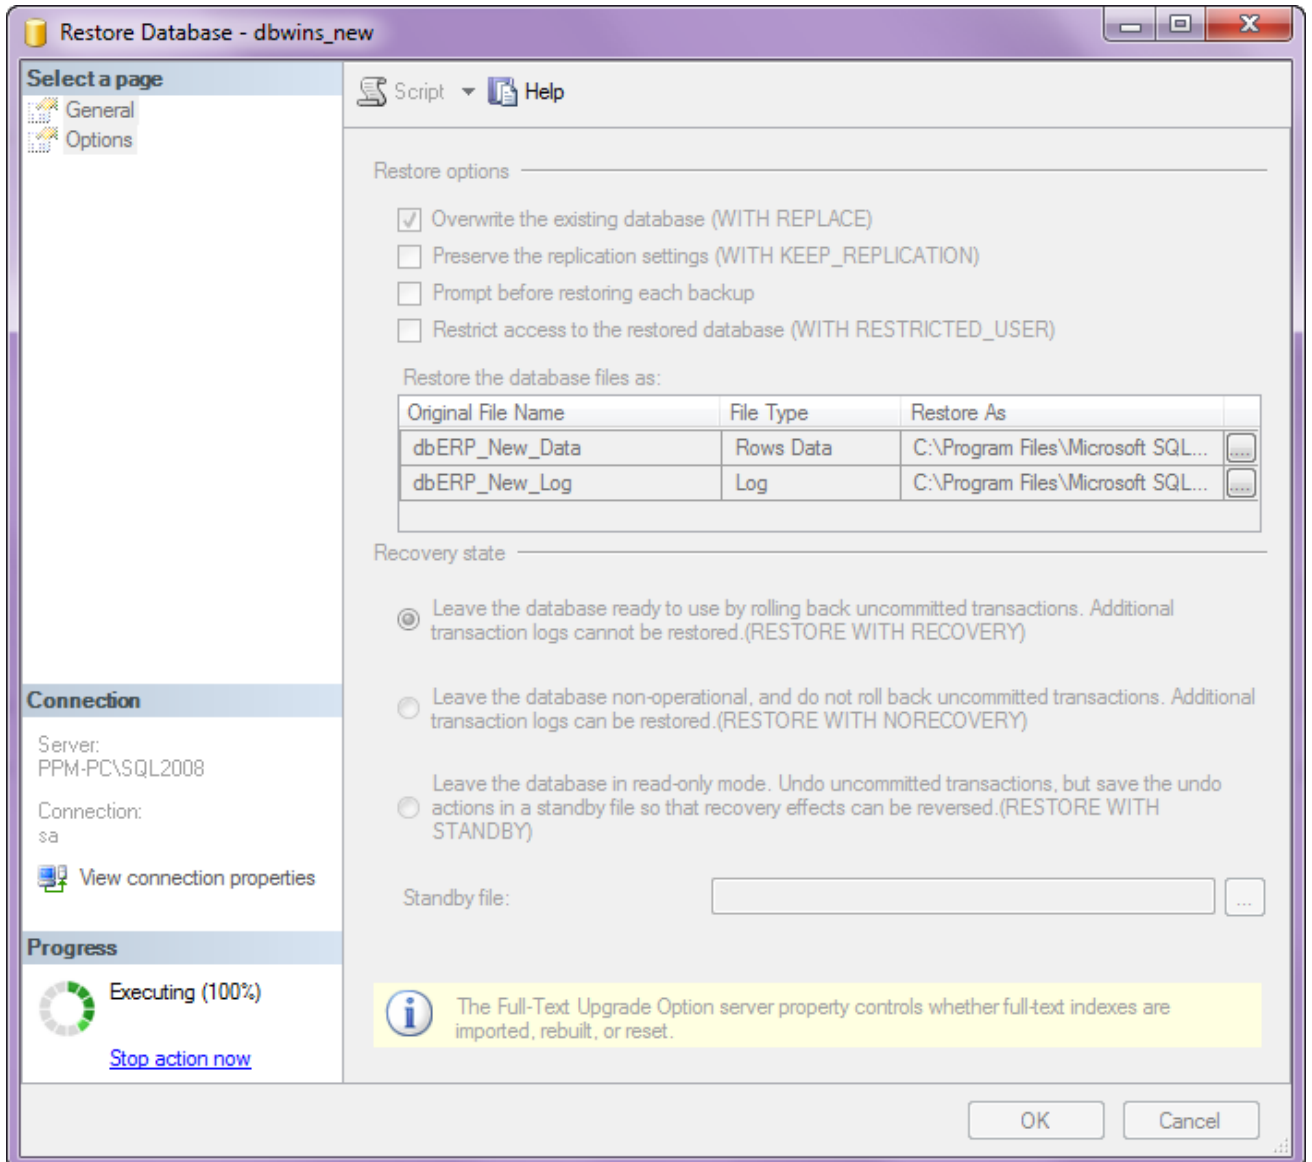 Restore Database - dbwins_new
Select a page
General
Options
Script
Help
Restore options
Overwrite the existing database (WITH REPLACE)
Preserve the replication settings (WITH KEEP_REPLICATION)
Prompt before restoring each backup
Restrict access to the restored database (WITH RESTRICTED_USER)
Restore the database files as:
Original File Name File Type Restore As
dbERP_New_Data Rows Data C:\Program Files\Microsoft SQL... ....
dbERP_New_Log Log C:\Program Files\Microsoft SQL... ....
Recovery state
Leave the database ready to use by rolling back uncommitted transactions. Additional
transaction logs cannot be restored.(RESTORE WITH RECOVERY)
Leave the database non-operational, and do not roll back uncommitted transactions. Additional
transaction logs can be restored.(RESTORE WITH NORECOVERY)
Leave the database in read-only mode. Undo uncommitted transactions, but save the undo
actions in a standby file so that recovery effects can be reversed.(RESTORE WITH
STANDBY)
Standby file: ...
Connection
Server:
PPM-PC\SQL2008
Connection:
sa
View connection properties
Progress
Executing (100%)
Stop action now
The Full-Text Upgrade Option server property controls whether full-text indexes are
imported, rebuilt, or reset.
OK Cancel